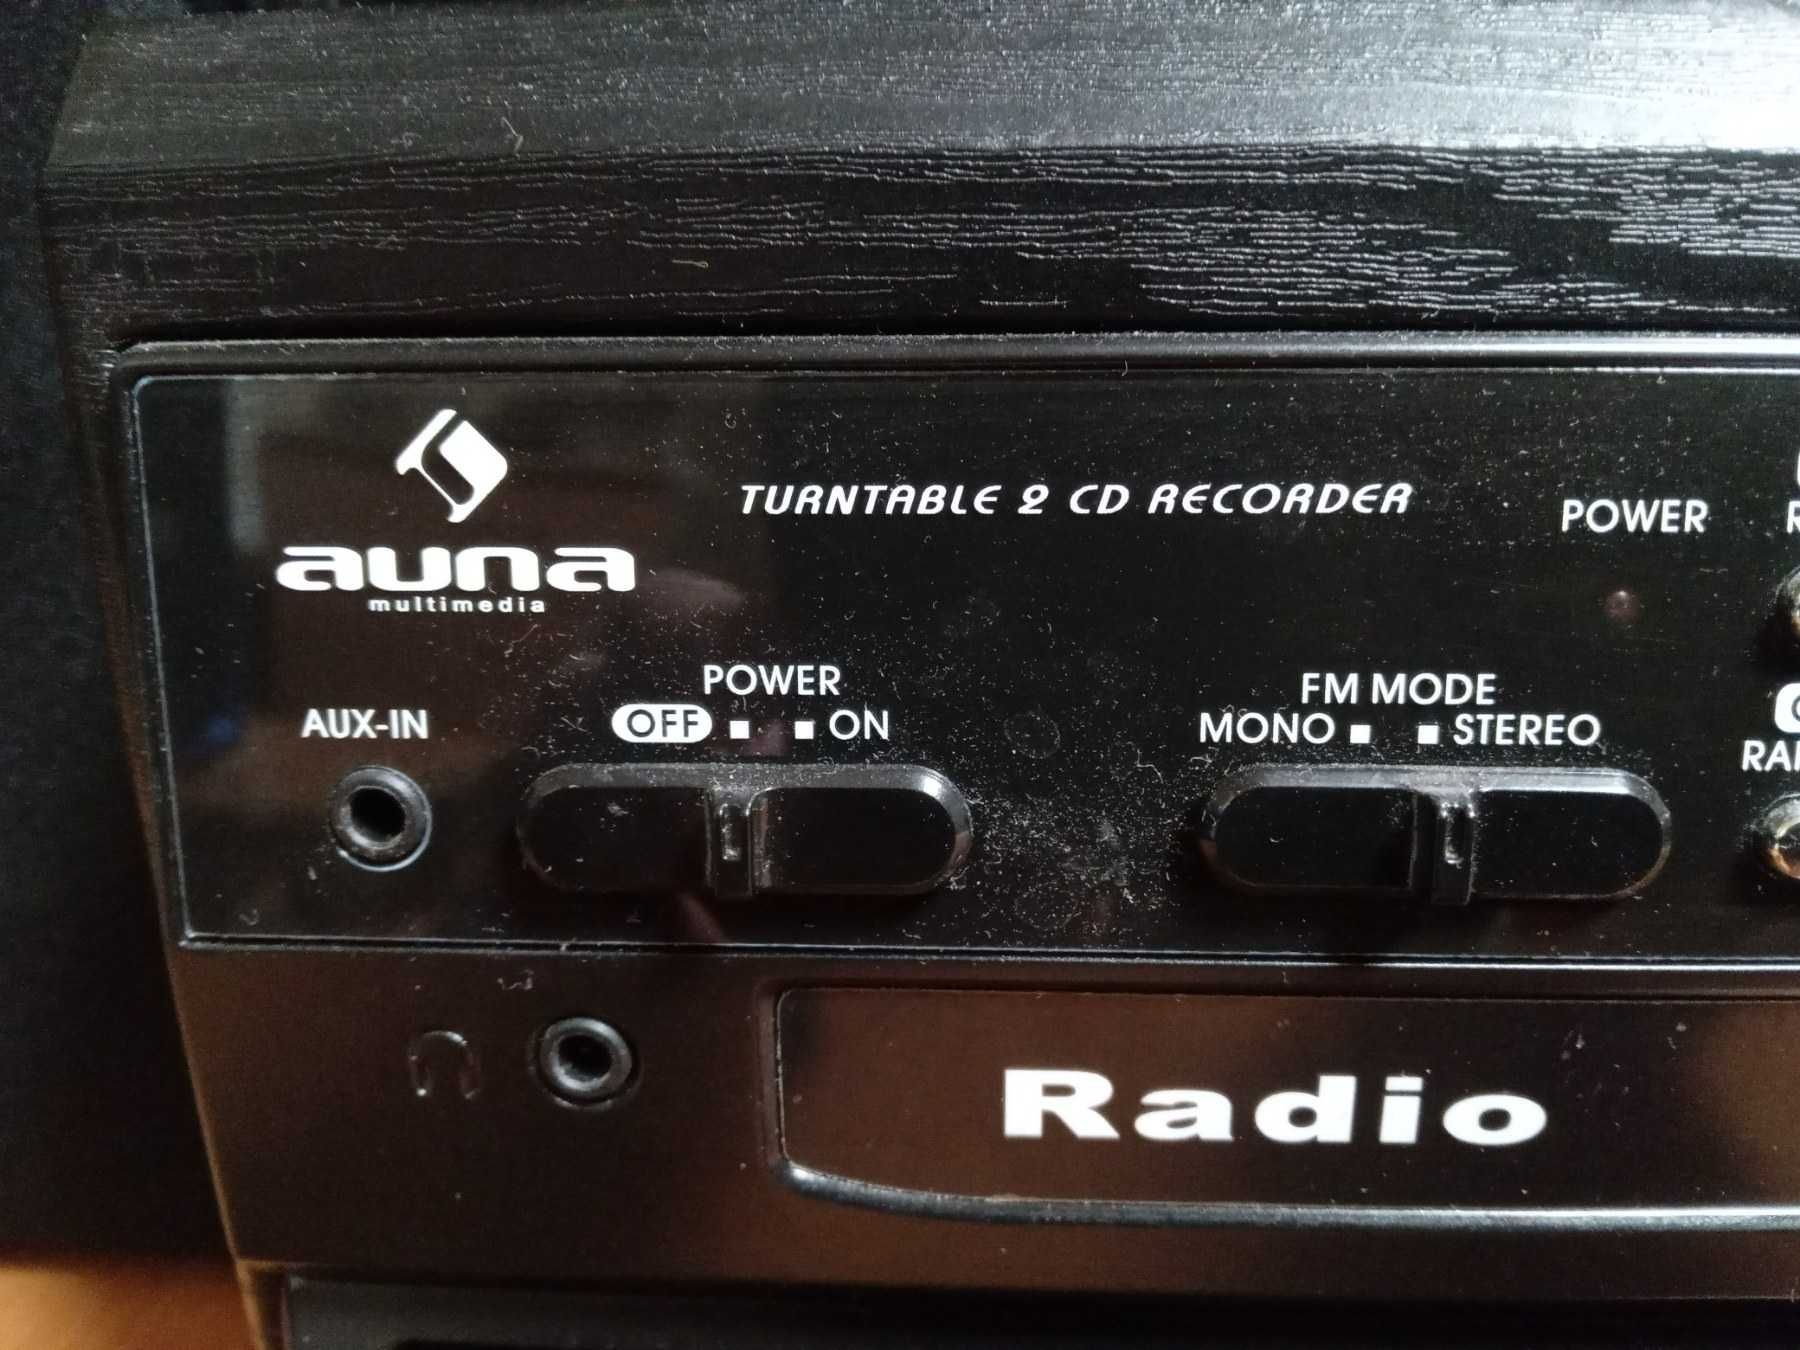 auna
multimedia
TURNTABLE 2 CD RECORDER
POWER
AUX-IN
POWER
OFF ON
FM MODE
MONO STEREO
Radio